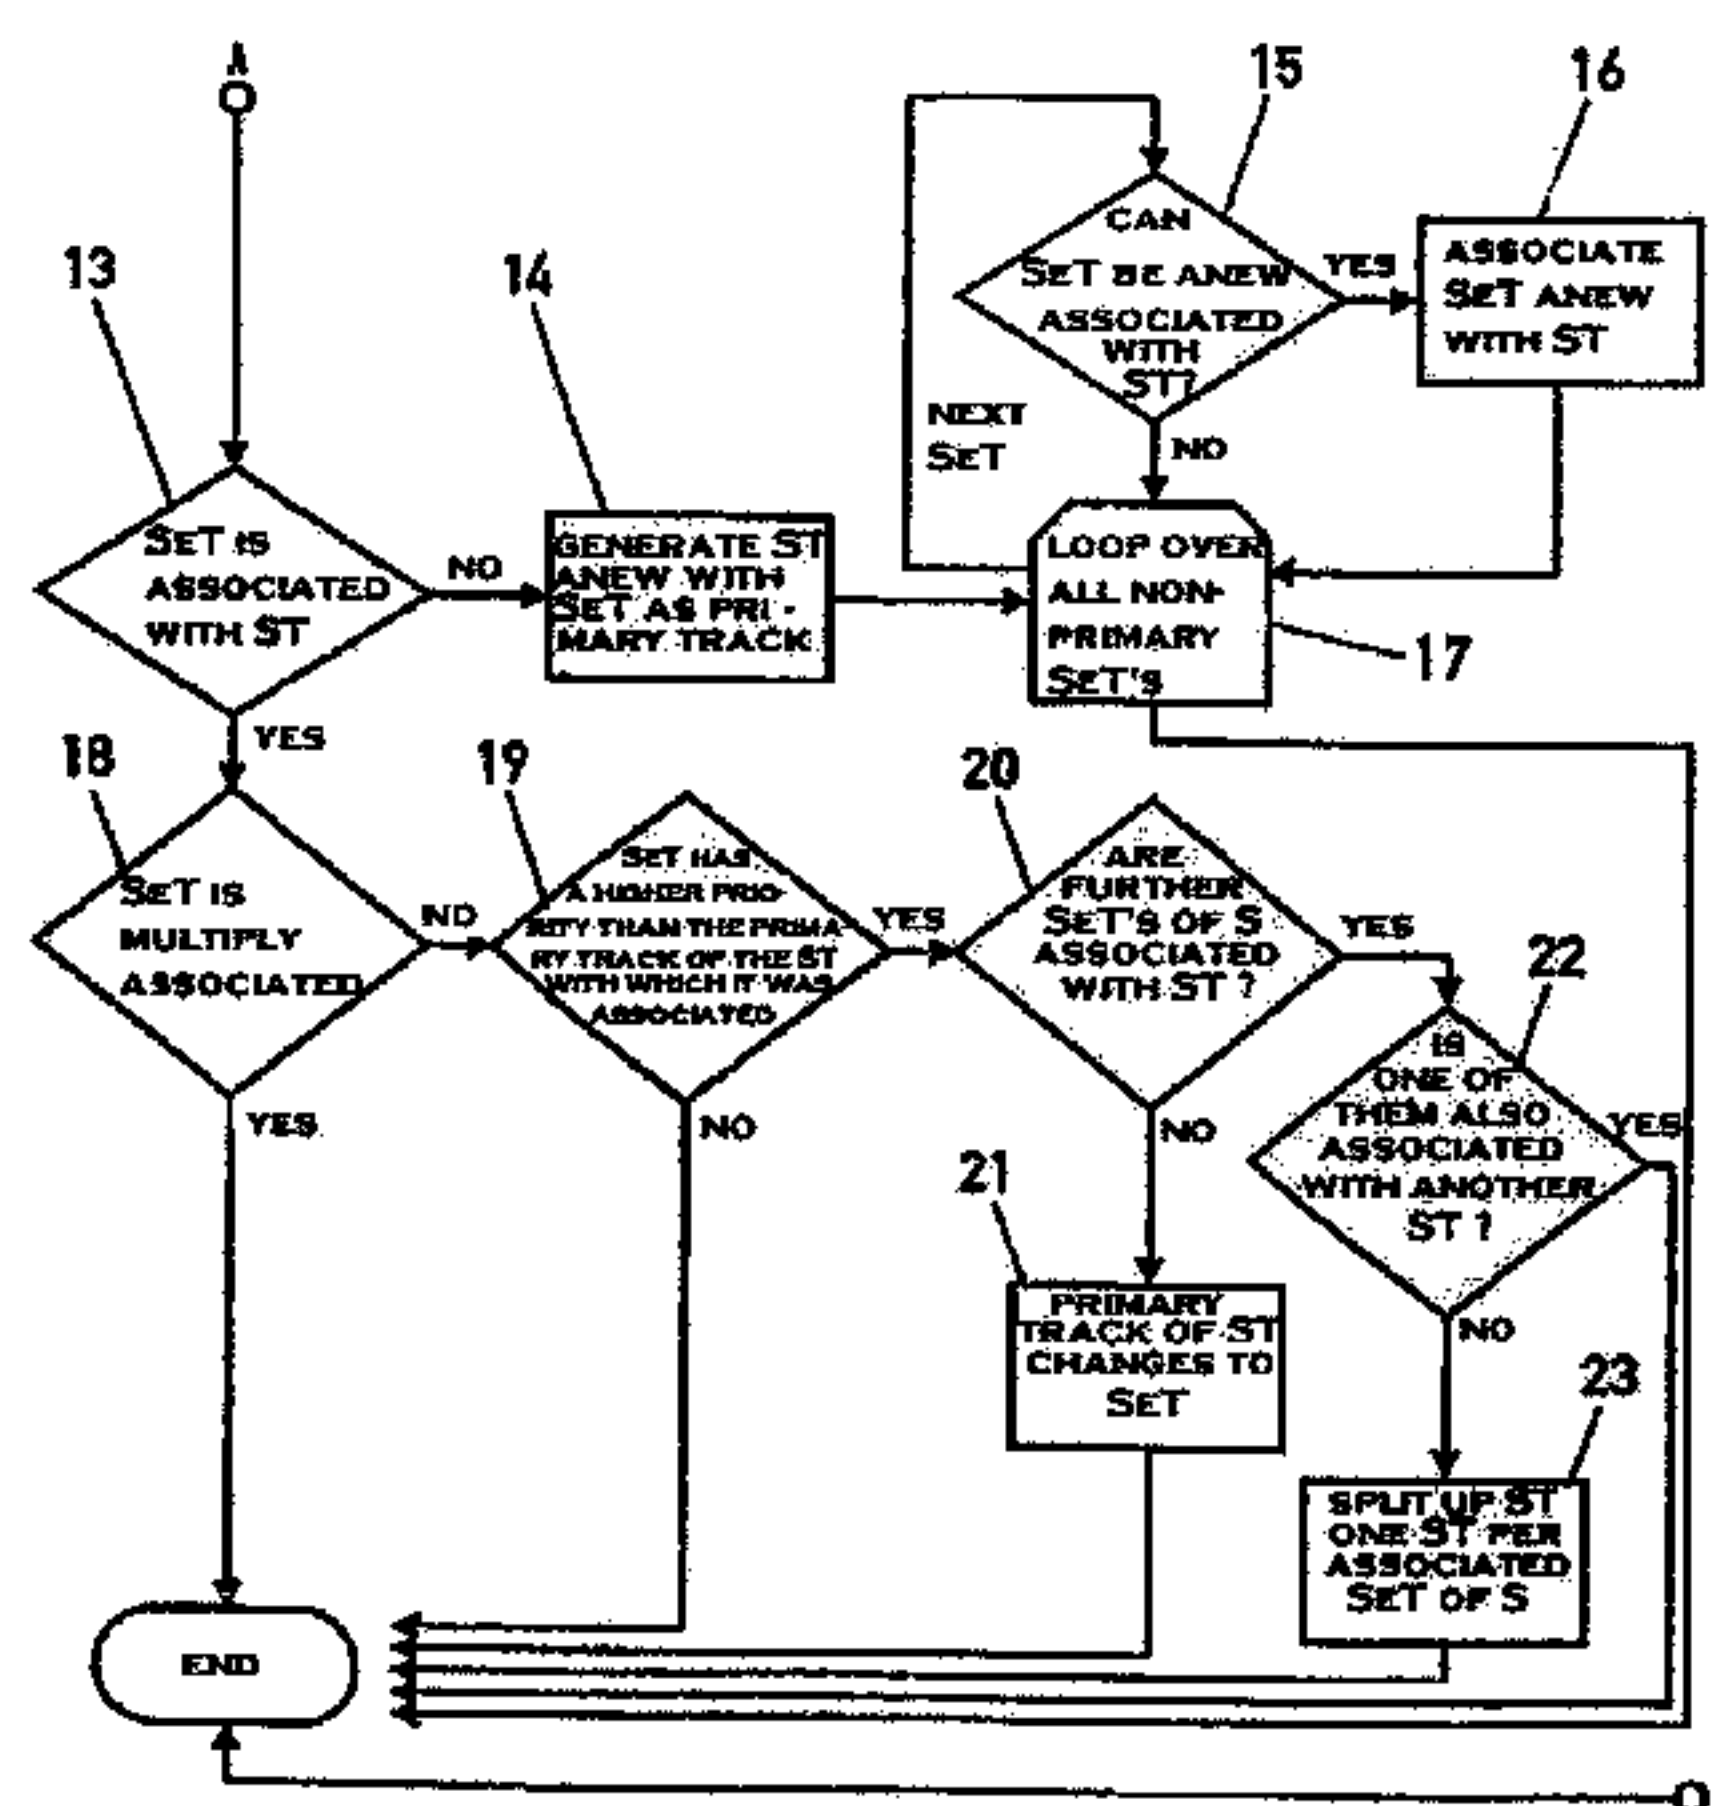 A
15
16
13
14
CAN
SET BE ANEW
ASSOCIATED
WITH
ST?
YES
ASSOCIATE
SET ANEW
WITH ST
NEXT
SET
NO
SET IS
ASSOCIATED
WITH ST
NO
GENERATE ST
ANEW WITH
SET AS PRI-
MARY TRACK
LOOP OVER
ALL NON-
PRIMARY
SET'S
17
YES
18
19
20
SET IS
MULTIPLY
ASSOCIATED
NO
SET HAS
A HIGHER PRIO-
RITY THAN THE PRIMA-
RY TRACK OF THE ST
WITH WHICH IT WAS
ASSOCIATED
YES
ARE
FURTHER
SET'S OF S
ASSOCIATED
WITH ST ?
YES
22
IS
ONE OF
THEM ALSO
ASSOCIATED
WITH ANOTHER
ST ?
YES
YES
NO
NO
21
PRIMARY
TRACK OF ST
CHANGES TO
SET
NO
23
SPLIT UP ST
ONE ST PER
ASSOCIATED
SET OF S
END